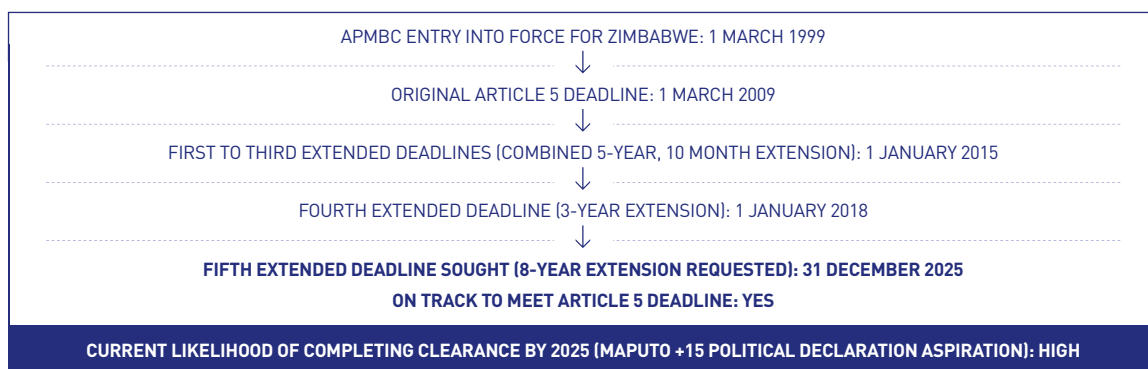 APMBC ENTRY INTO FORCE FOR ZIMBABWE: 1 MARCH 1999
ORIGINAL ARTICLE 5 DEADLINE: 1 MARCH 2009
FIRST TO THIRD EXTENDED DEADLINES (COMBINED 5-YEAR, 10 MONTH EXTENSION): 1 JANUARY 2015
FOURTH EXTENDED DEADLINE (3-YEAR EXTENSION): 1 JANUARY 2018
FIFTH EXTENDED DEADLINE SOUGHT (8-YEAR EXTENSION REQUESTED): 31 DECEMBER 2025
ON TRACK TO MEET ARTICLE 5 DEADLINE: YES
CURRENT LIKELIHOOD OF COMPLETING CLEARANCE BY 2025 (MAPUTO +15 POLITICAL DECLARATION ASPIRATION): HIGH